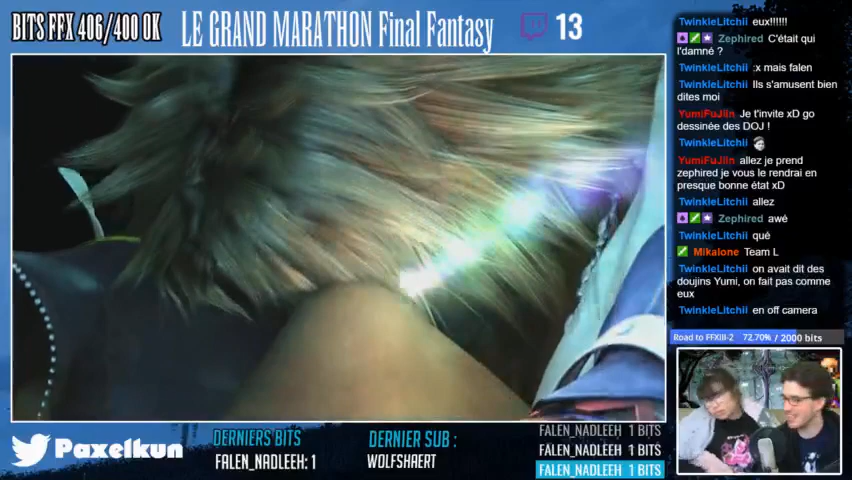 BITS FFX 406/400 OK
LE GRAND MARATHON Final Fantasy
13
TwinkleLitchii eux!!!!!!
Zephired C'était qui
l'damné ?
TwinkleLitchii :x mais falen
TwinkleLitchii Ils s'amusent bien
dites moi
YumiFuJiin Je t'invite xD go
dessinée des DOJ !
TwinkleLitchii
YumiFuJiin allez je prend
zephired je vous le rendrai en
presque bonne état xD
TwinkleLitchii allez
Zephired awé
TwinkleLitchii qué
Mikalone Team L
TwinkleLitchii on avait dit des
doujins Yumi, on fait pas comme
eux
TwinkleLitchii en off camera
Road to FFXIII-2 72.70% / 2000 bits
Paxelkun
DERNIERS BITS
FALEN_NADLEEH: 1
DERNIER SUB :
WOLFSHAERT
FALEN_NADLEEH 1 BITS
FALEN_NADLEEH 1 BITS
FALEN_NADLEEH 1 BITS